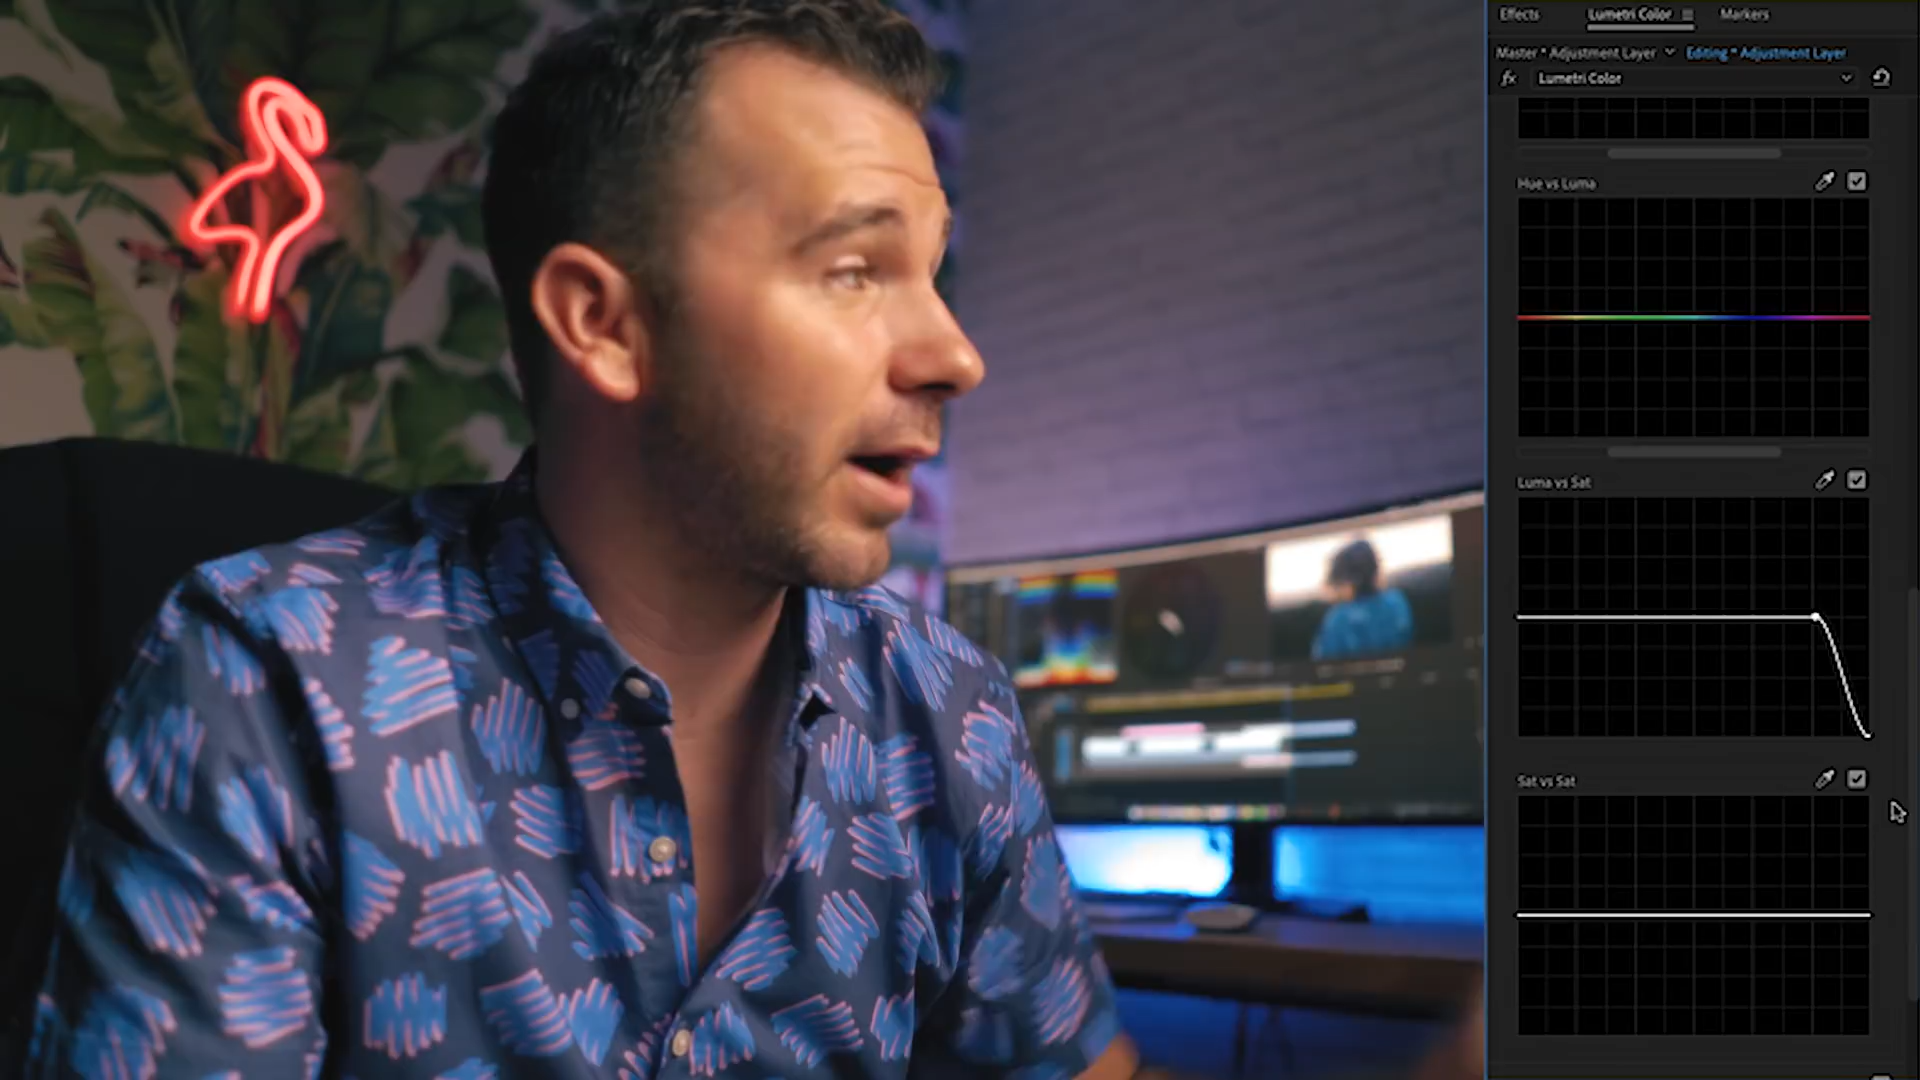 Effects Lumetri Color Markers
Master * Adjustment Layer Editing * Adjustment Layer
fx Lumetri Color
Hue vs Luma
Luma vs Sat
Sat vs Sat